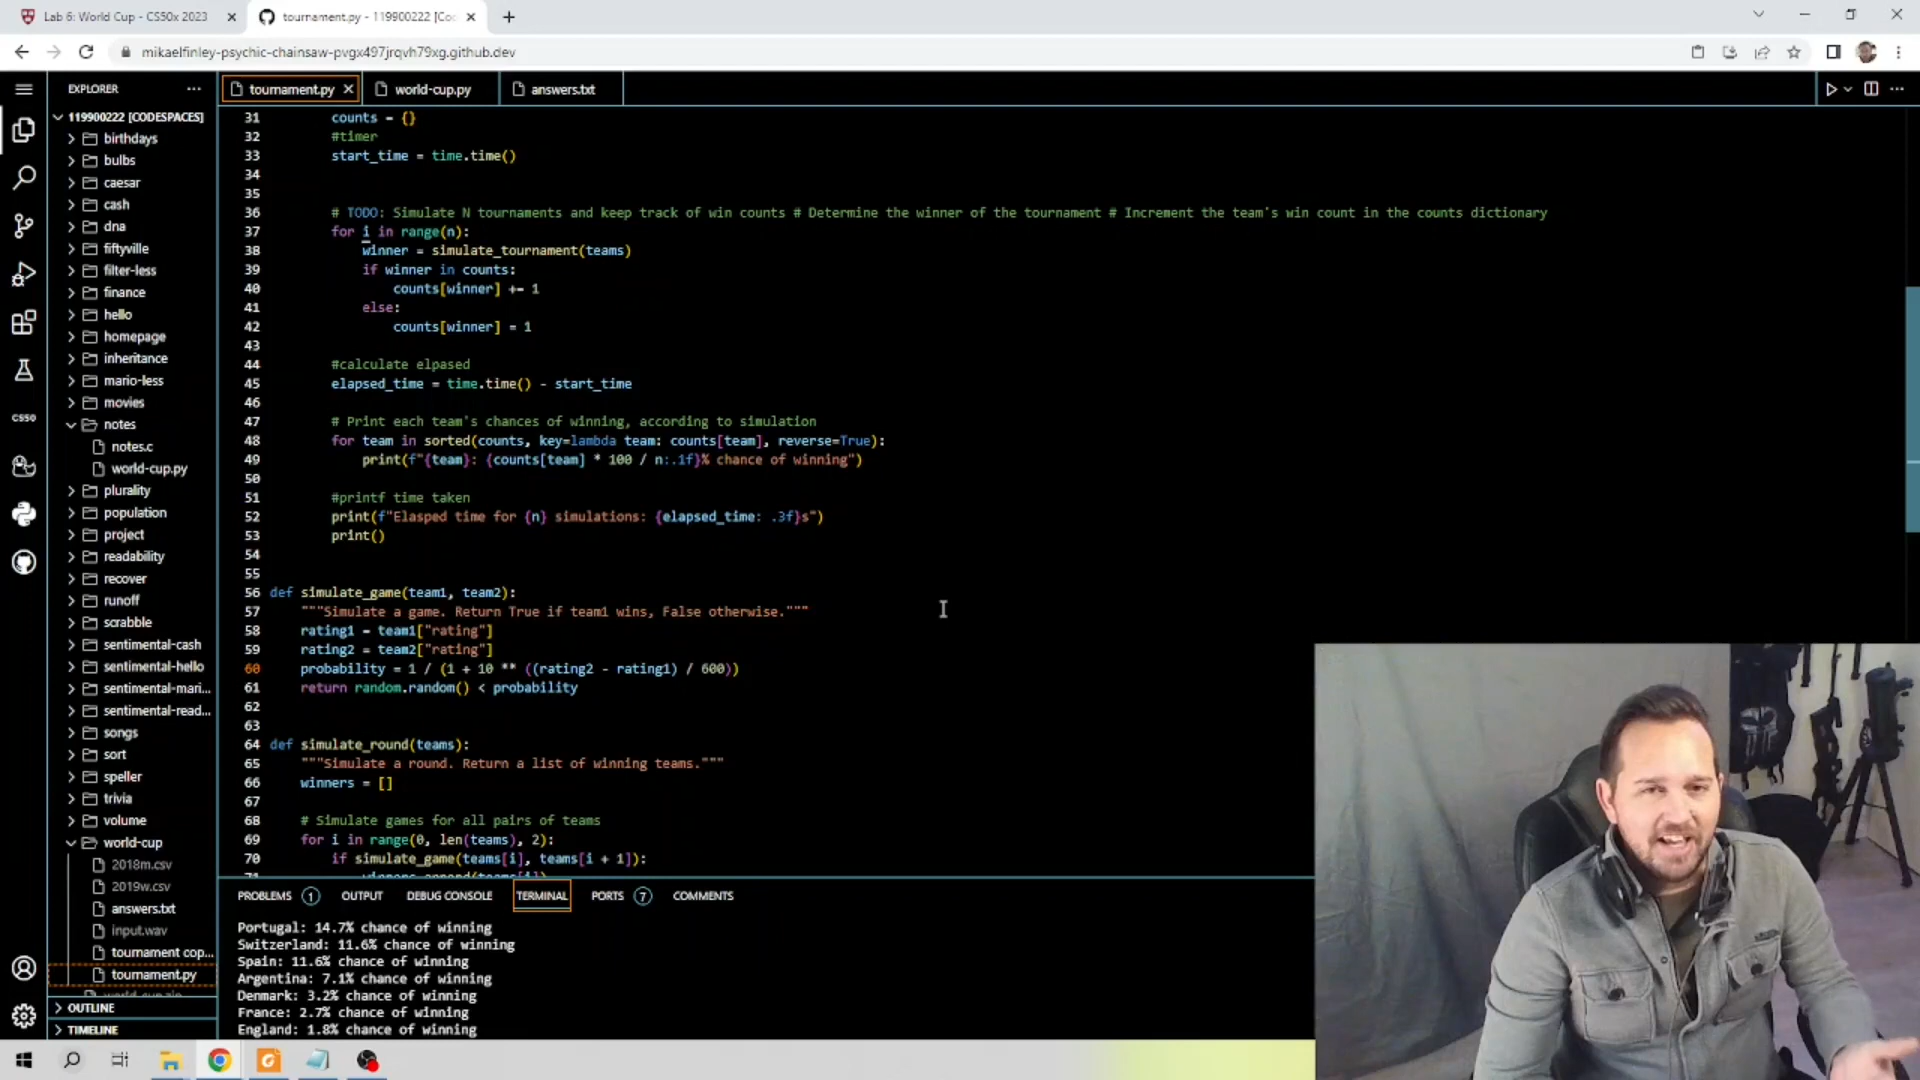 Lab 6: World Cup - CS50x 2023
tournament.py - 119900222 [Co
mikaelfinley-psychic-chainsaw-pvgx497jrqvh79xg.github.dev
EXPLORER
tournament.py
world-cup.py
answers.txt
119900222 [CODESPACES]
birthdays
bulbs
caesar
cash
dna
fiftyville
filter-less
finance
hello
homepage
inheritance
mario-less
movies
notes
notes.c
world-cup.py
plurality
population
project
readability
recover
runoff
scrabble
sentimental-cash
sentimental-hello
sentimental-mari...
sentimental-read...
songs
sort
speller
trivia
volume
world-cup
2018m.csv
2019w.csv
answers.txt
input.wav
tournament cop...
tournament.py
world-cup.zip
OUTLINE
TIMELINE
CS50
31 counts = {}
32 #timer
33 start_time = time.time()
34
35
36 # TODO: Simulate N tournaments and keep track of win counts # Determine the winner of the tournament # Increment the team's win count in the counts dictionary
37 for i in range(n):
38 winner = simulate_tournament(teams)
39 if winner in counts:
40 counts[winner] += 1
41 else:
42 counts[winner] = 1
43
44 #calculate elpased
45 elapsed_time = time.time() - start_time
46
47 # Print each team's chances of winning, according to simulation
48 for team in sorted(counts, key=lambda team: counts[team], reverse=True):
49 print(f"{team}: {counts[team] * 100 / n:.1f}% chance of winning")
50
51 #printf time taken
52 print(f"Elasped time for {n} simulations: {elapsed_time: .3f}s")
53 print()
54
55
56 def simulate_game(team1, team2):
57 """Simulate a game. Return True if team1 wins, False otherwise."""
58 rating1 = team1["rating"]
59 rating2 = team2["rating"]
60 probability = 1 / (1 + 10 ** ((rating2 - rating1) / 600))
61 return random.random() < probability
62
63
64 def simulate_round(teams):
65 """Simulate a round. Return a list of winning teams."""
66 winners = []
67
68 # Simulate games for all pairs of teams
69 for i in range(0, len(teams), 2):
70 if simulate_game(teams[i], teams[i + 1]):
71 winners.append(teams[i])
PROBLEMS 1 OUTPUT DEBUG CONSOLE TERMINAL PORTS 7 COMMENTS
Portugal: 14.7% chance of winning
Switzerland: 11.6% chance of winning
Spain: 11.6% chance of winning
Argentina: 7.1% chance of winning
Denmark: 3.2% chance of winning
France: 2.7% chance of winning
England: 1.8% chance of winning